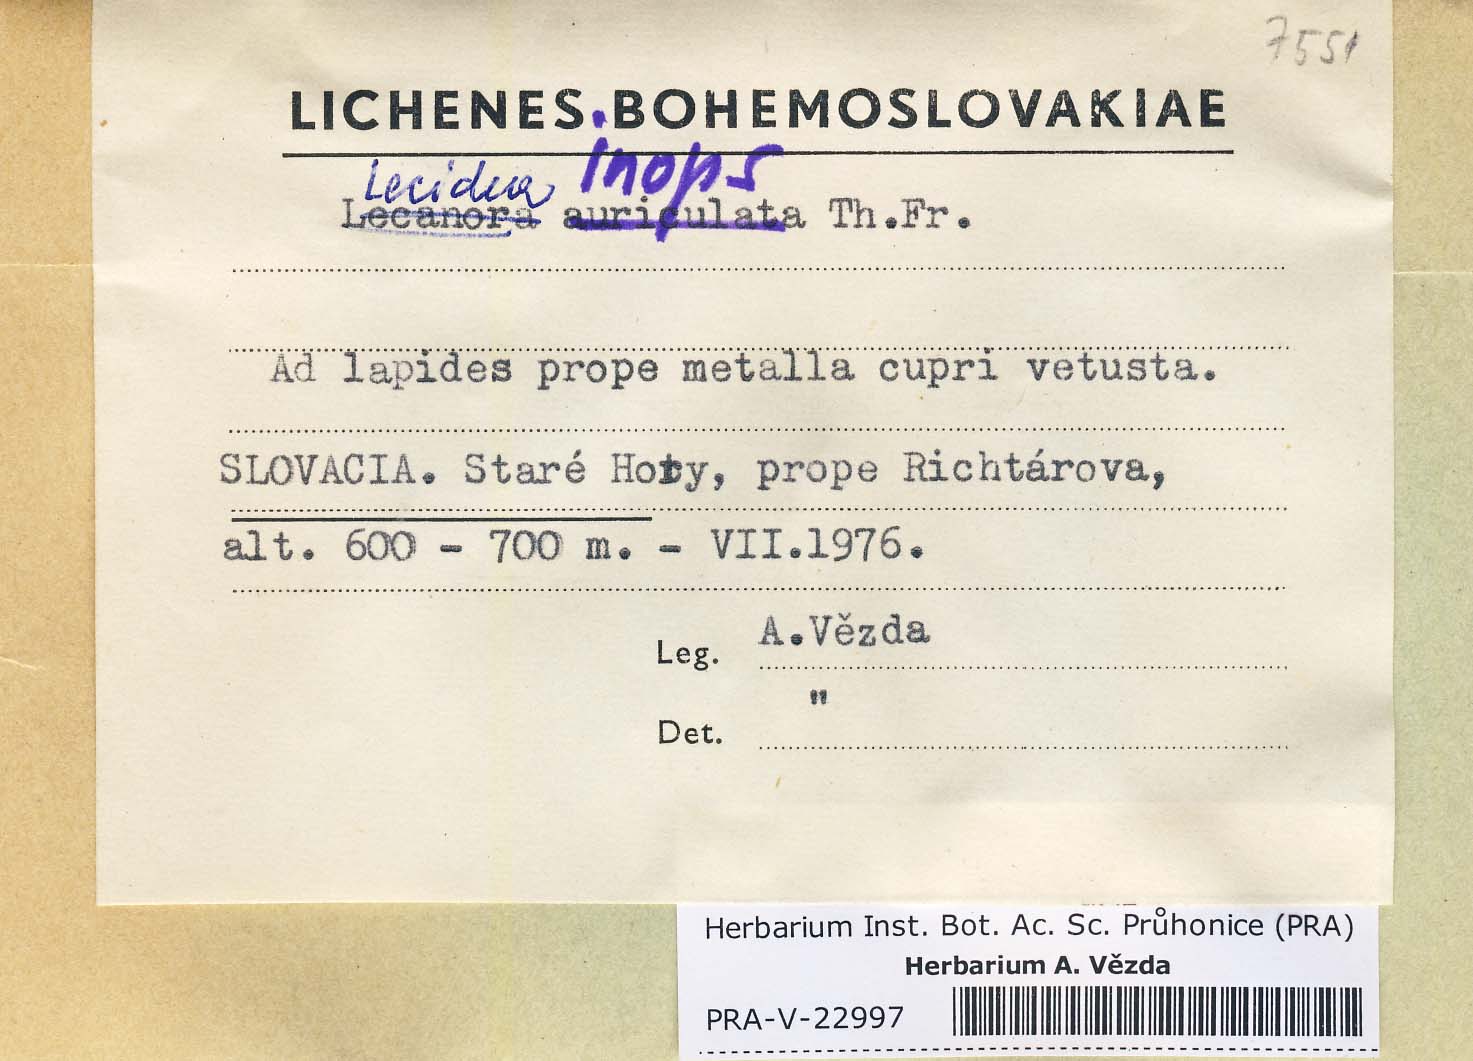 7551
LICHENES BOHEMOSLOVAKIAE
Lecidea inops
Lecanora auriculata Th.Fr.
Ad lapides prope metalla cupri vetusta.
SLOVACIA. Staré Hory, prope Richtárova,
alt. 600 - 700 m. - VII.1976.
A.Vězda
Leg.
"
Det.
Herbarium Inst. Bot. Ac. Sc. Průhonice (PRA)
Herbarium A. Vězda
PRA-V-22997